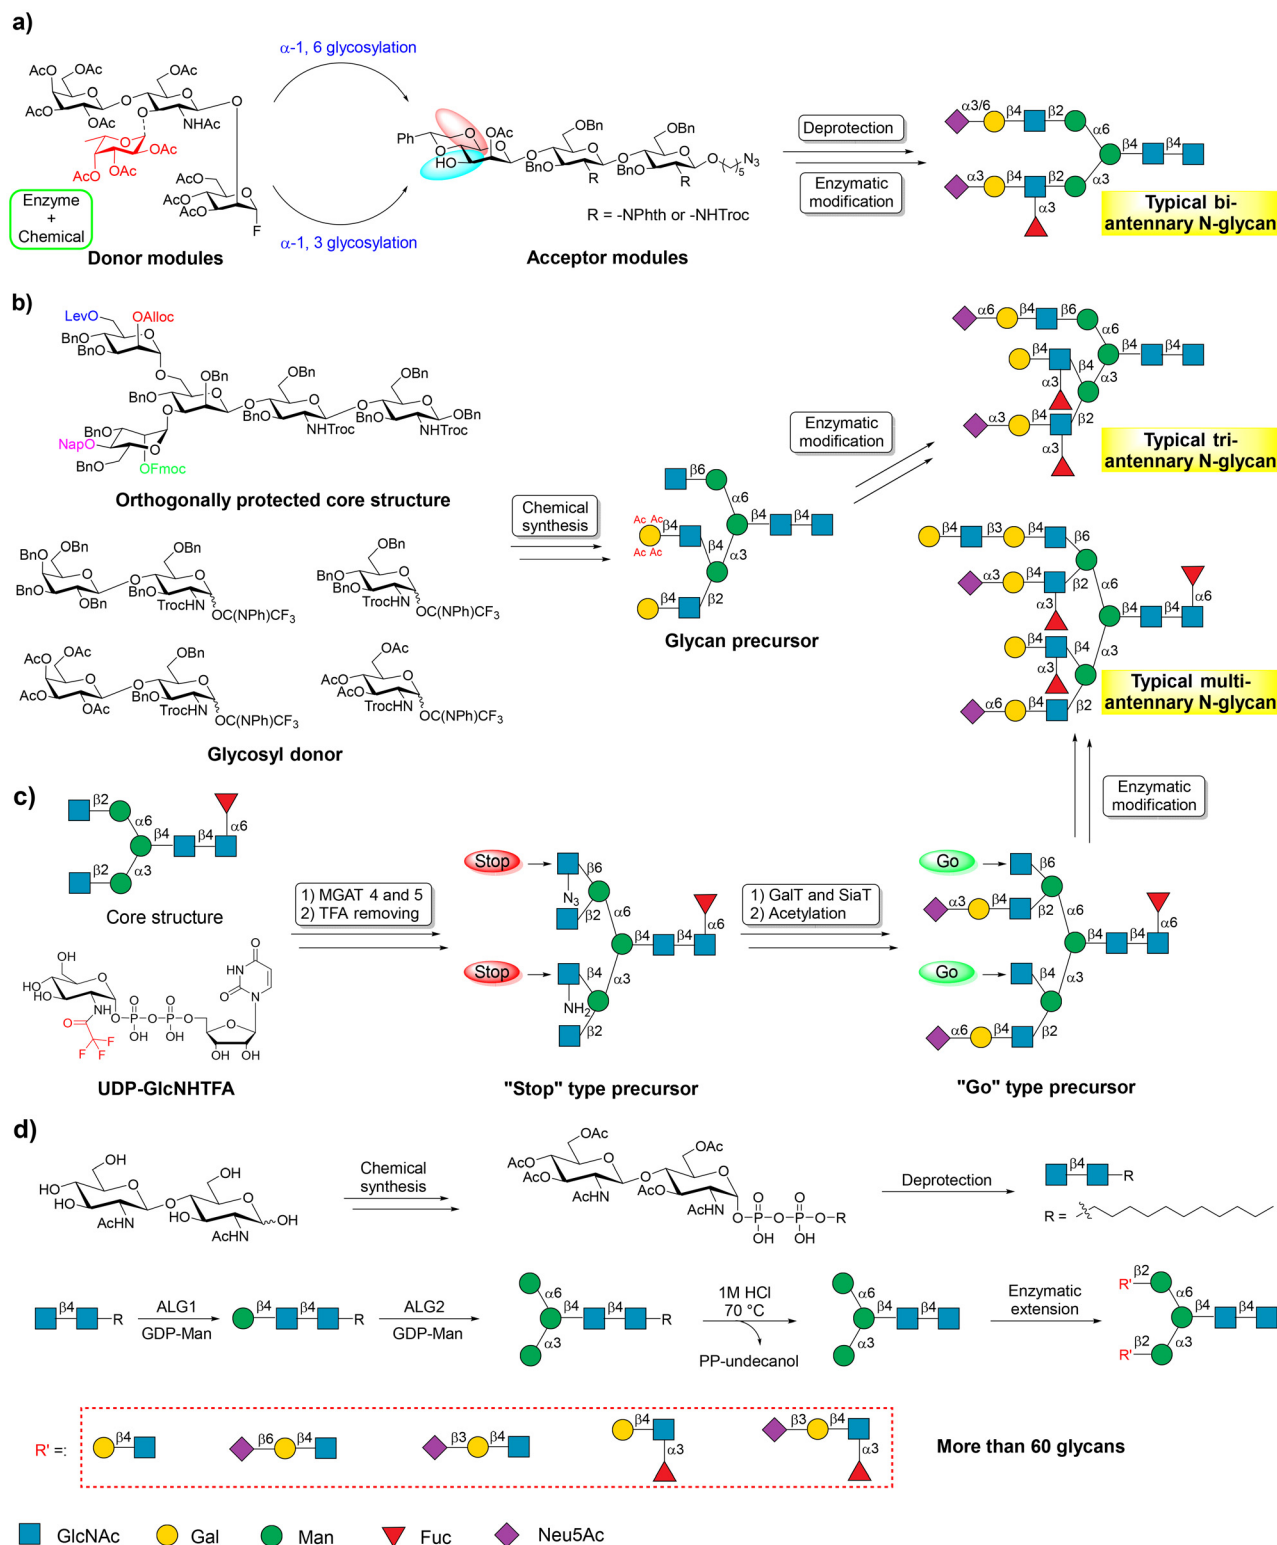 a)
α-1, 6 glycosylation
AcO OAc
OAc
OAc
O
AcO
O
O
O
OAc
NHAc
O
OAc
OAc
AcO OAc
AcO
AcO
AcO
OAc
O
F
Enzyme
+
Chemical
α-1, 3 glycosylation
Donor modules
Ph
O
O
HO
OAc
O
OBn
O
BnO
R
OBn
O
BnO
R
O
5
N3
R = -NPhth or -NHTroc
Acceptor modules
Deprotection
Enzymatic
modification
α3/6 β4 β2
α6
β4 β4
α3 β4 β2
α3
α3
Typical bi-
antennary N-glycan
b)
LevO OAlloc
BnO
BnO
O
O
OBn
OBn
OBn
BnO
O
BnO
NHTroc
BnO
NHTroc
OBn
BnO
NapO
BnO
OFmoc
Orthogonally protected core structure
BnO OBn
OBn
BnO
OBn
O
BnO
TrocHN
OC(NPh)CF3
OBn
BnO
BnO
TrocHN
OC(NPh)CF3
AcO OAc
OBn
AcO
OAc
O
BnO
TrocHN
OC(NPh)CF3
OAc
AcO
AcO
TrocHN
OC(NPh)CF3
Glycosyl donor
Chemical
synthesis
β6
α6
Ac Ac
β4
Ac Ac
β4
β4 β4
α3
β4 β2
Glycan precursor
Enzymatic
modification
α6 β4 β6
α6
β4 β4
β4
α3
α3
α3 β4 β2
α3
Typical tri-
antennary N-glycan
β4 β3 β4 β6
α3 β4 β2
α3
α6
β4 β4
β4 β4
α3
α3
α6 β4 β2
Typical multi-
antennary N-glycan
Enzymatic
modification
c)
β2
α6
β4 β4
α6
β2
α3
Core structure
OH
HO
HO
O
NH
O
O
F
F
F
O
P
O
P
O
OH OH
O
HN
O
N
O
OH OH
UDP-GlcNHTFA
1) MGAT 4 and 5
2) TFA removing
Stop
β6
N3
β2
α6
β4 β4
α6
Stop
β4
α3
NH2
β2
"Stop" type precursor
1) GalT and SiaT
2) Acetylation
Go
β6
α3 β4 β2
α6
β4 β4
α6
Go
β4
α3
α6 β4 β2
"Go" type precursor
d)
OH
HO
HO
AcHN
O
OH
HO
AcHN
OH
Chemical
synthesis
OAc
AcO
AcO
AcHN
O
OAc
AcO
AcHN
O
P
O
P
O-R
OH OH
Deprotection
β4
R
R =
β4
R
ALG1
GDP-Man
β4 β4
R
ALG2
GDP-Man
α6
β4 β4
R
α3
1M HCl
70 °C
PP-undecanol
α6
β4 β4
α3
Enzymatic
extension
R' β2
α6
β4 β4
R' β2
α3
R' =:
β4
β6 β4
β3 β4
β4
α3
β3 β4
α3
More than 60 glycans
GlcNAc Gal Man Fuc Neu5Ac